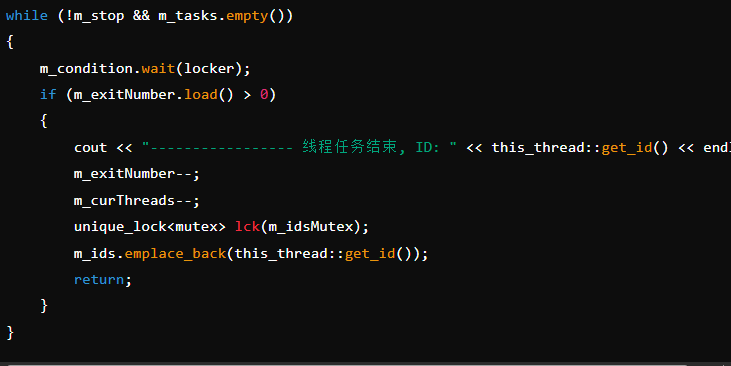 while (!m_stop && m_tasks.empty())
{
    m_condition.wait(locker);
    if (m_exitNumber.load() > 0)
    {
        cout << "----------------- 线程任务结束, ID: " << this_thread::get_id() << endl
        m_exitNumber--;
        m_curThreads--;
        unique_lock<mutex> lck(m_idsMutex);
        m_ids.emplace_back(this_thread::get_id());
        return;
    }
}